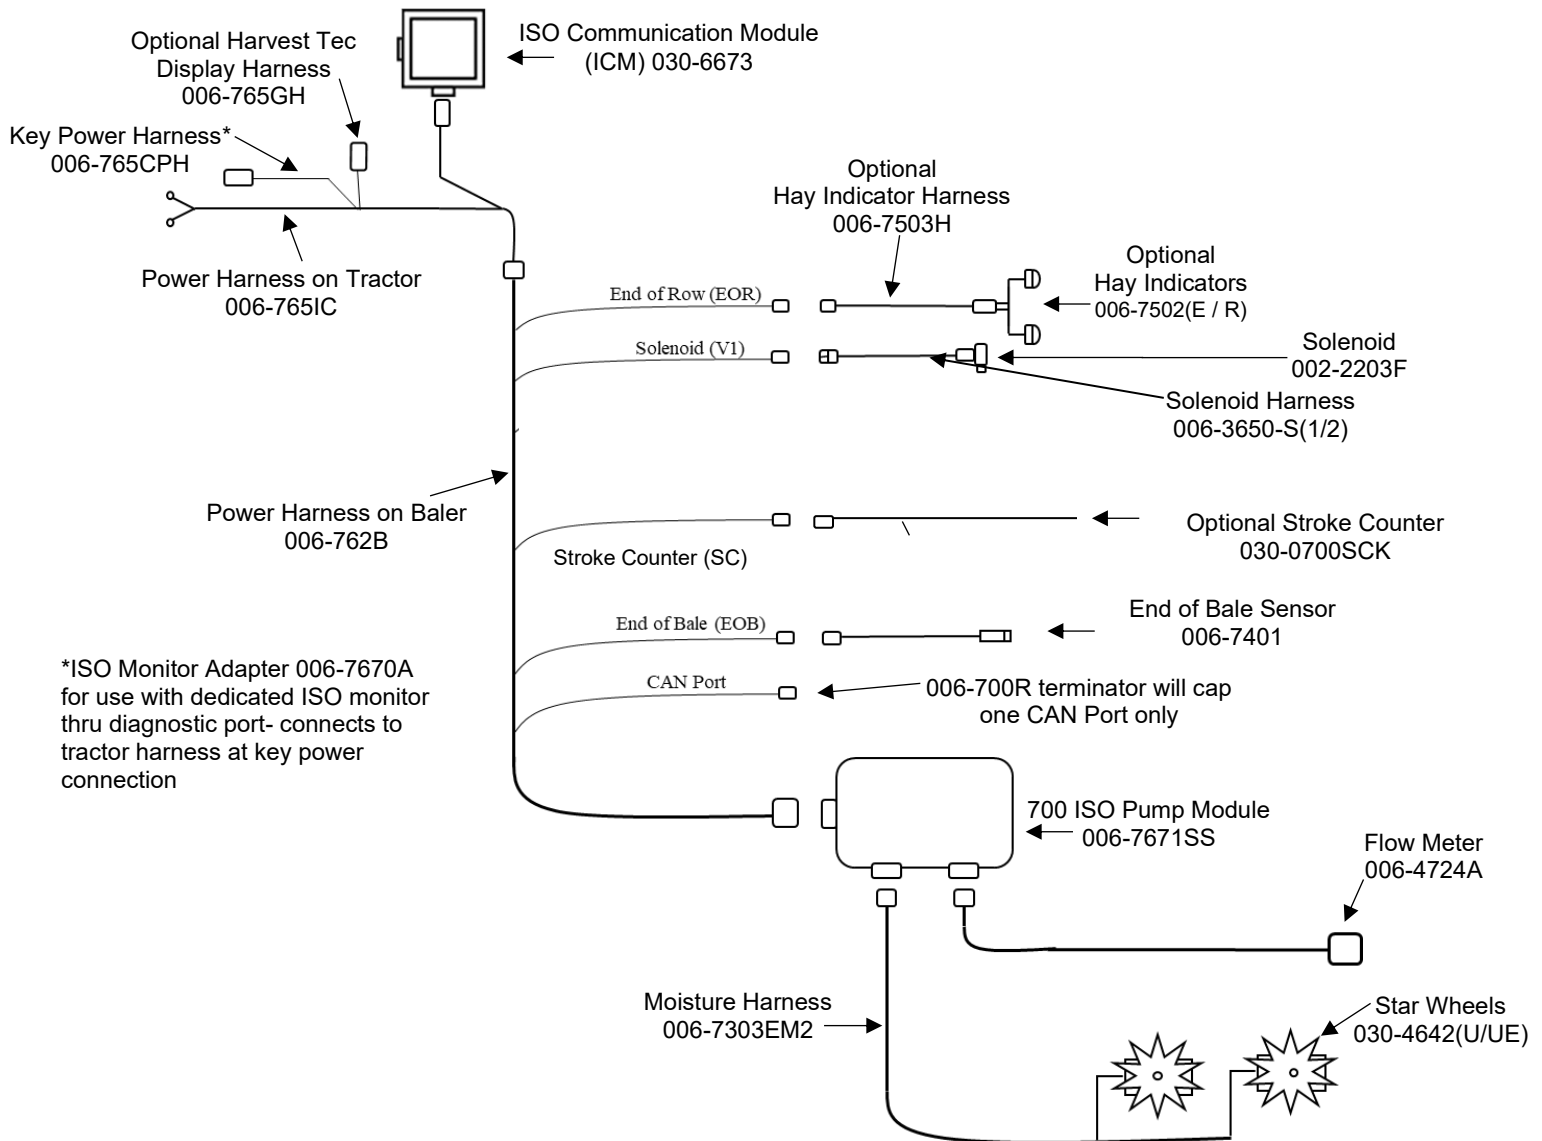 ISO Communication Module
(ICM) 030-6673
Optional Harvest Tec
Display Harness
006-765GH
Key Power Harness*
006-765CPH
Power Harness on Tractor
006-765IC
Optional
Hay Indicator Harness
006-7503H
Optional
Hay Indicators
006-7502(E / R)
End of Row (EOR)
Solenoid (V1)
Solenoid
002-2203F
Solenoid Harness
006-3650-S(1/2)
Power Harness on Baler
006-762B
Stroke Counter (SC)
Optional Stroke Counter
030-0700SCK
End of Bale (EOB)
End of Bale Sensor
006-7401
CAN Port
006-700R terminator will cap
one CAN Port only
*ISO Monitor Adapter 006-7670A
for use with dedicated ISO monitor
thru diagnostic port- connects to
tractor harness at key power
connection
700 ISO Pump Module
006-7671SS
Flow Meter
006-4724A
Moisture Harness
006-7303EM2
Star Wheels
030-4642(U/UE)